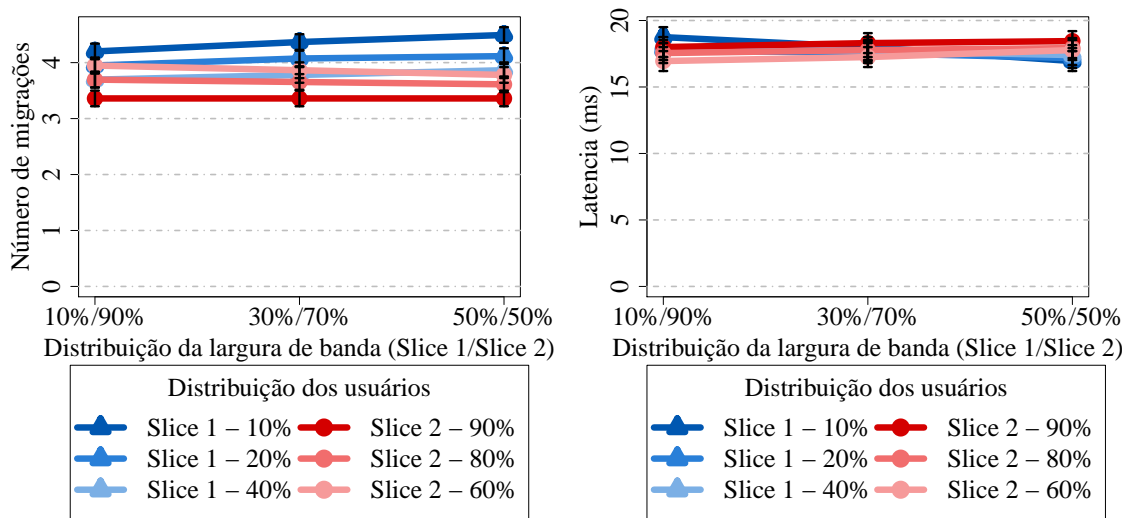 Número de migrações
4
3
2
1
0
10%/90% 30%/70% 50%/50%
Distribuição da largura de banda (Slice 1/Slice 2)
Distribuição dos usuários
Slice 1 – 10% Slice 2 – 90%
Slice 1 – 20% Slice 2 – 80%
Slice 1 – 40% Slice 2 – 60%
Latencia (ms)
20
15
10
5
0
10%/90% 30%/70% 50%/50%
Distribuição da largura de banda (Slice 1/Slice 2)
Distribuição dos usuários
Slice 1 – 10% Slice 2 – 90%
Slice 1 – 20% Slice 2 – 80%
Slice 1 – 40% Slice 2 – 60%